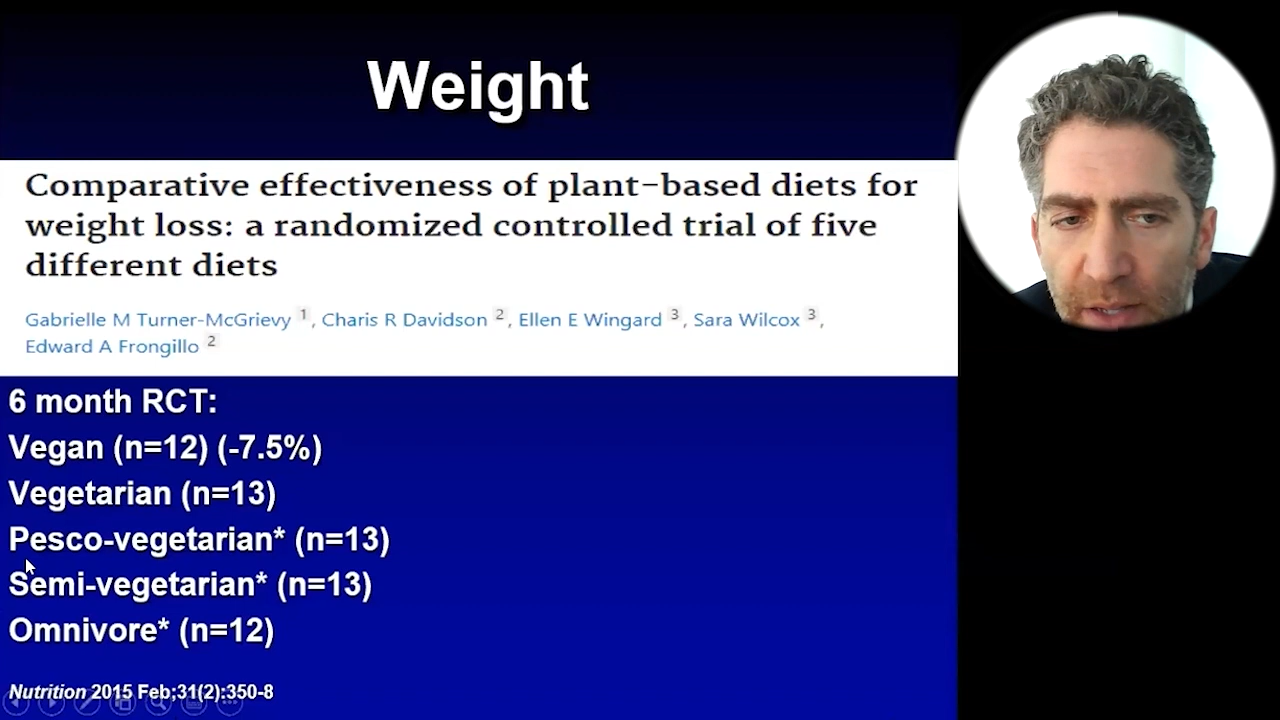 Weight
Comparative effectiveness of plant-based diets for
weight loss: a randomized controlled trial of five
different diets
Gabrielle M Turner-McGrievy 1, Charis R Davidson 2, Ellen E Wingard 3, Sara Wilcox 3,
Edward A Frongillo 2
6 month RCT:
Vegan (n=12) (-7.5%)
Vegetarian (n=13)
Pesco-vegetarian* (n=13)
Semi-vegetarian* (n=13)
Omnivore* (n=12)
Nutrition 2015 Feb;31(2):350-8